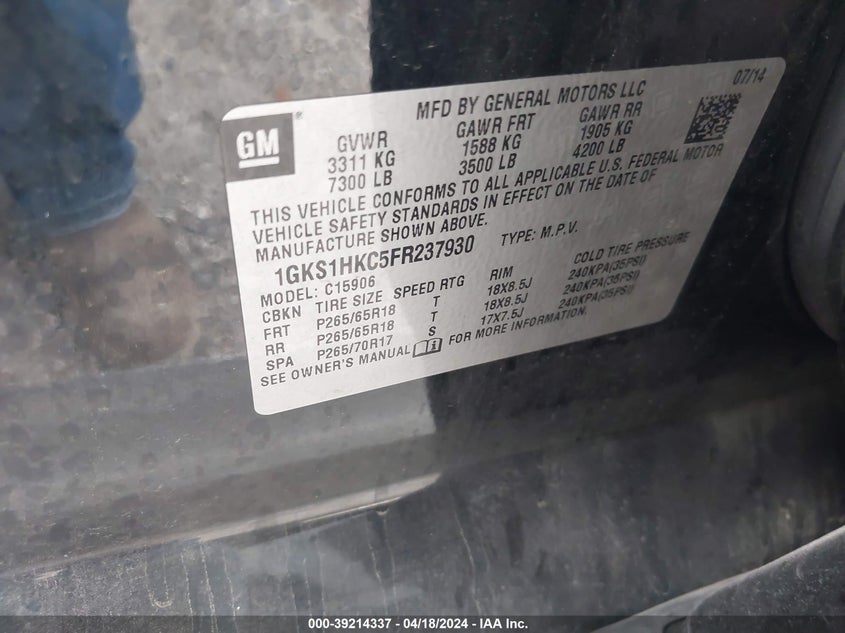 GM ®
MFD BY GENERAL MOTORS LLC 07/14
GVWR GAWR FRT GAWR RR
3311 KG 1588 KG 1905 KG
7300 LB 3500 LB 4200 LB
THIS VEHICLE CONFORMS TO ALL APPLICABLE U.S. FEDERAL MOTOR
VEHICLE SAFETY STANDARDS IN EFFECT ON THE DATE OF
MANUFACTURE SHOWN ABOVE.
1GKS1HKC5FR237930 TYPE: M.P.V.
MODEL: C15906
CBKN TIRE SIZE SPEED RTG RIM COLD TIRE PRESSURE
FRT P265/65R18 T 18X8.5J 240KPA(35PSI)
RR P265/65R18 T 18X8.5J 240KPA(35PSI)
SPA P265/70R17 S 17X7.5J 240KPA(35PSI)
SEE OWNER'S MANUAL FOR MORE INFORMATION.
000-39214337 - 04/18/2024 - IAA Inc.